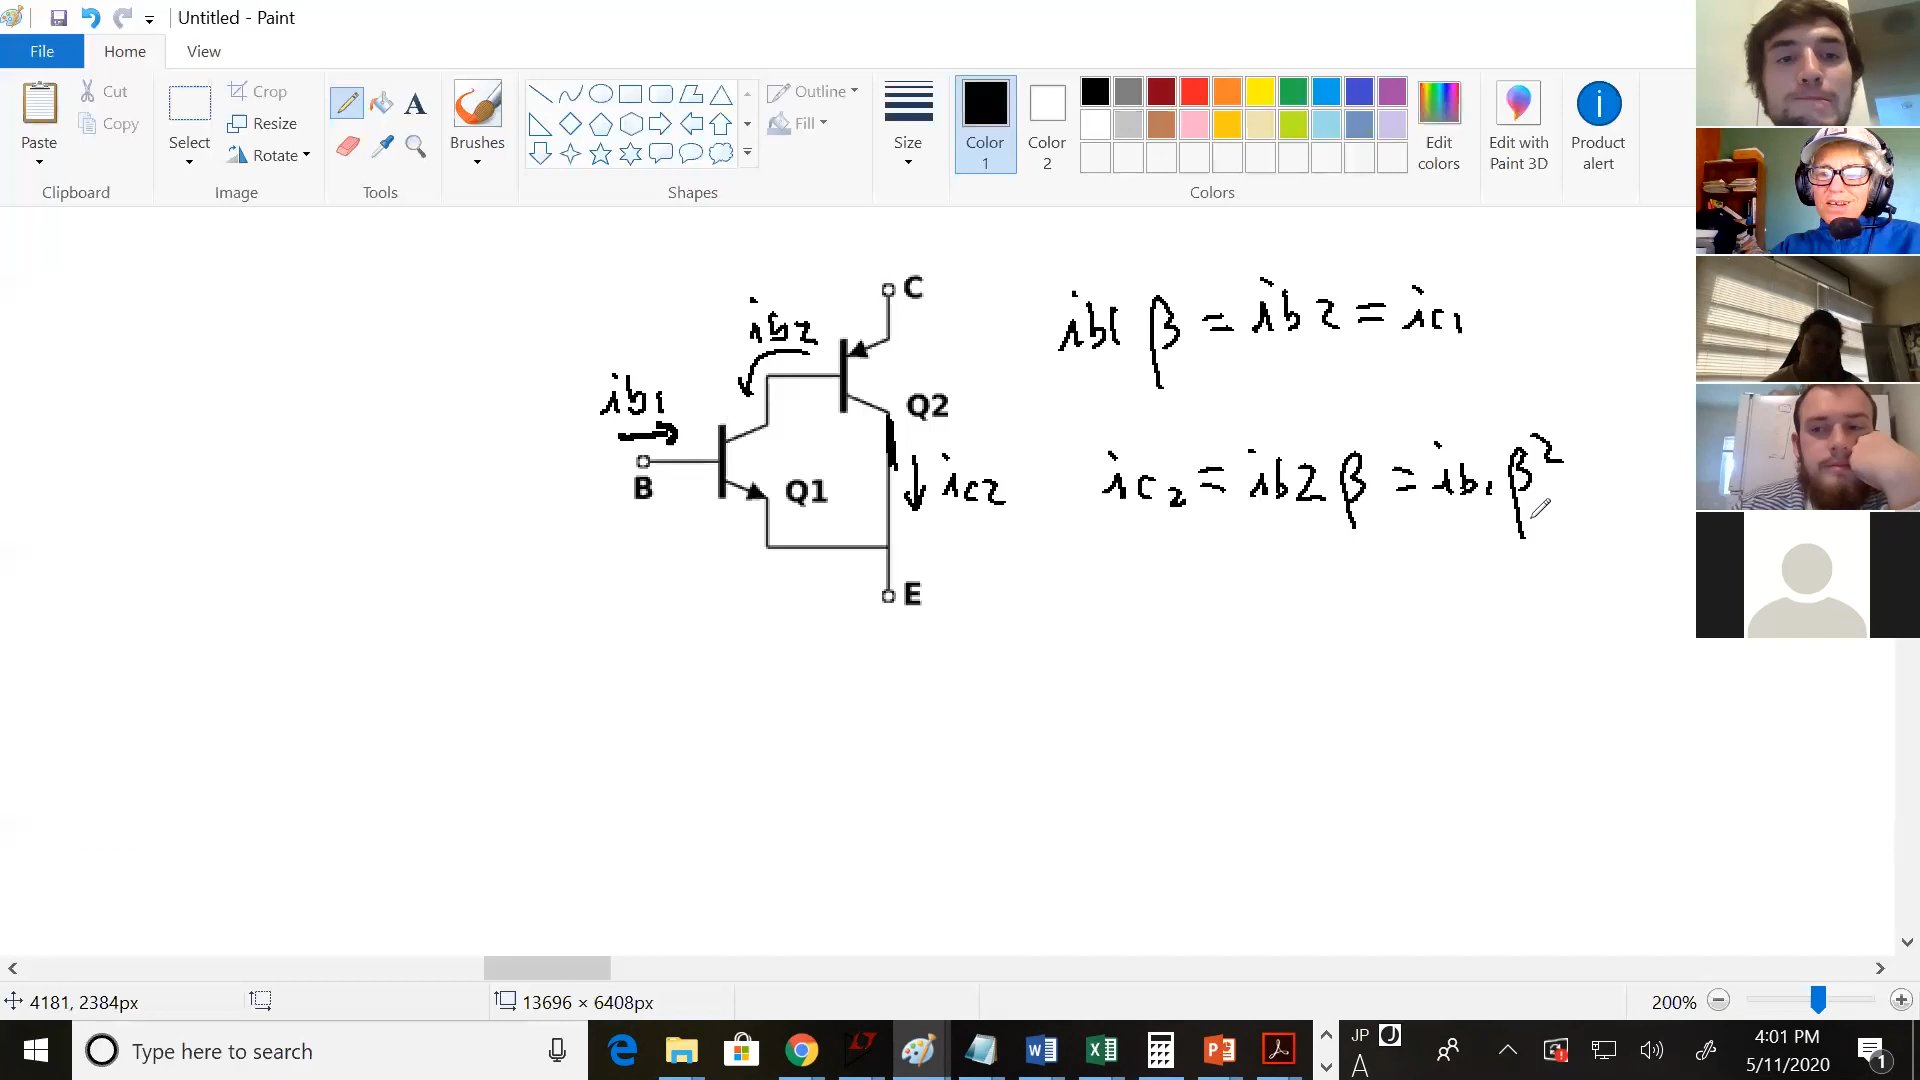 Untitled - Paint
File Home View
Paste Cut Copy Clipboard
Select Crop Resize Rotate Image
Tools
Brushes
Outline Fill Shapes
Size
Color 1 Color 2
Edit colors
Colors
Edit with Paint 3D
Product alert
C
ib2
ib1
Q2
B
Q1
ic2
E
ib1 β = ib2 = ic1
ic2 = ib2 β = ib1 β²
4181, 2384px
13696 × 6408px
200%
Type here to search
JP
A
4:01 PM
5/11/2020
1